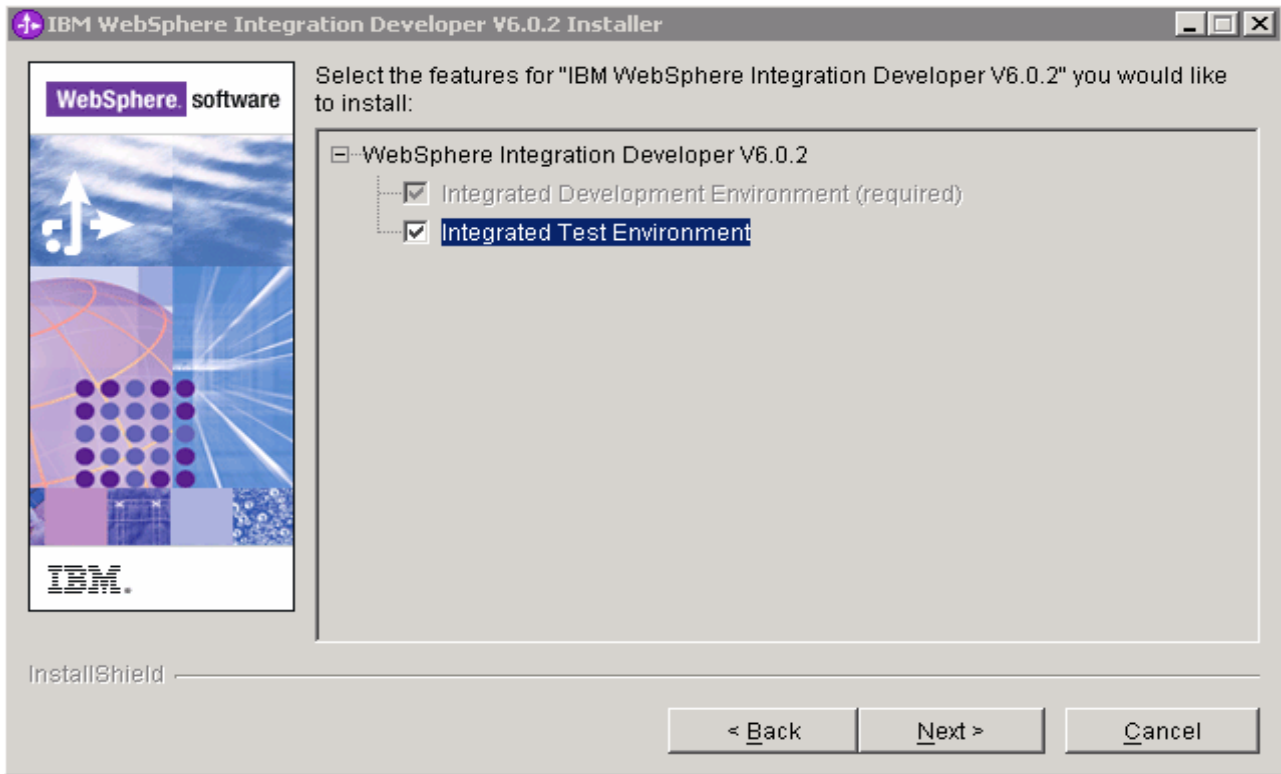 IBM WebSphere Integration Developer V6.0.2 Installer
WebSphere. software
Select the features for "IBM WebSphere Integration Developer V6.0.2" you would like
to install:
WebSphere Integration Developer V6.0.2
Integrated Development Environment (required)
Integrated Test Environment
IBM.
InstallShield
< Back
Next >
Cancel